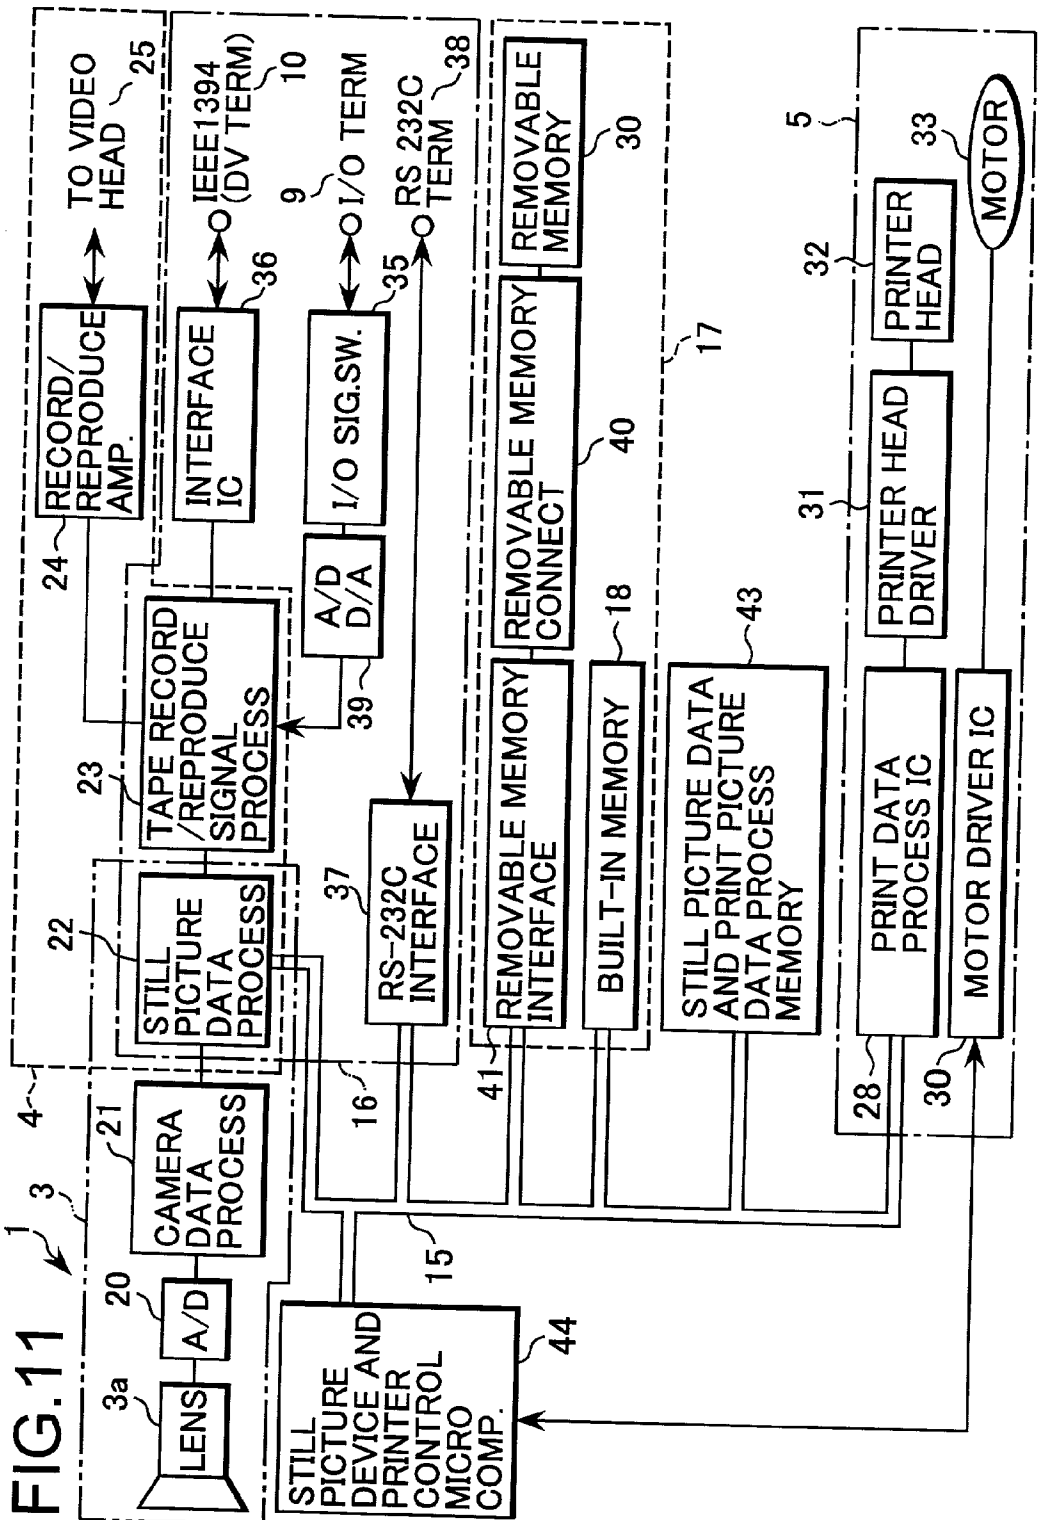 FIG.11
1
3
3a
LENS
20
A/D
21
CAMERA
DATA
PROCESS
4
22
STILL
PICTURE
DATA
PROCESS
23
TAPE RECORD
/REPRODUCE
SIGNAL
PROCESS
24
RECORD/
REPRODUCE
AMP.
TO VIDEO
HEAD
25
INTERFACE
IC
36
IEEE1394
(DV TERM)
10
39
A/D
D/A
I/O SIG.SW.
35
9
I/O TERM
RS 232C
TERM
38
16
37
RS-232C
INTERFACE
41
REMOVABLE MEMORY
INTERFACE
REMOVABLE MEMORY
CONNECT
40
REMOVABLE
MEMORY
30
BUILT-IN MEMORY
18
17
STILL PICTURE DATA
AND PRINT PICTURE
DATA PROCESS
MEMORY
43
15
STILL
PICTURE
DEVICE AND
PRINTER
CONTROL
MICRO
COMP.
44
5
28
PRINT DATA
PROCESS IC
31
PRINTER HEAD
DRIVER
32
PRINTER
HEAD
30
MOTOR DRIVER IC
33
MOTOR